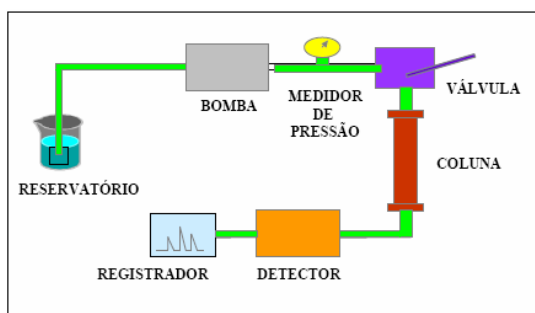 BOMBA
MEDIDOR
DE
PRESSÃO
VÁLVULA
RESERVATÓRIO
COLUNA
REGISTRADOR
DETECTOR